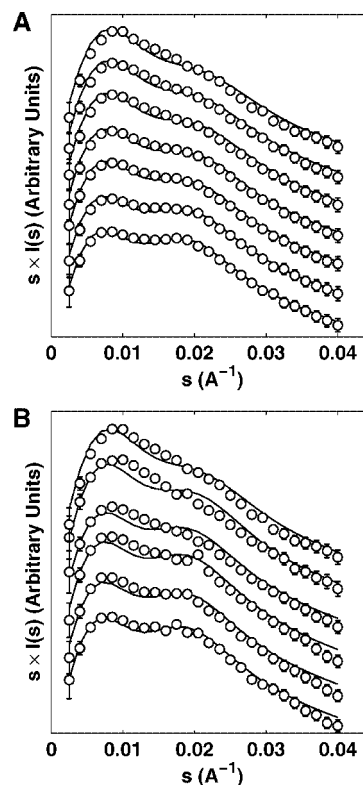 A
s × I(s) (Arbitrary Units)
0 0.01 0.02 0.03 0.04
s (A⁻¹)
B
s × I(s) (Arbitrary Units)
0 0.01 0.02 0.03 0.04
s (A⁻¹)